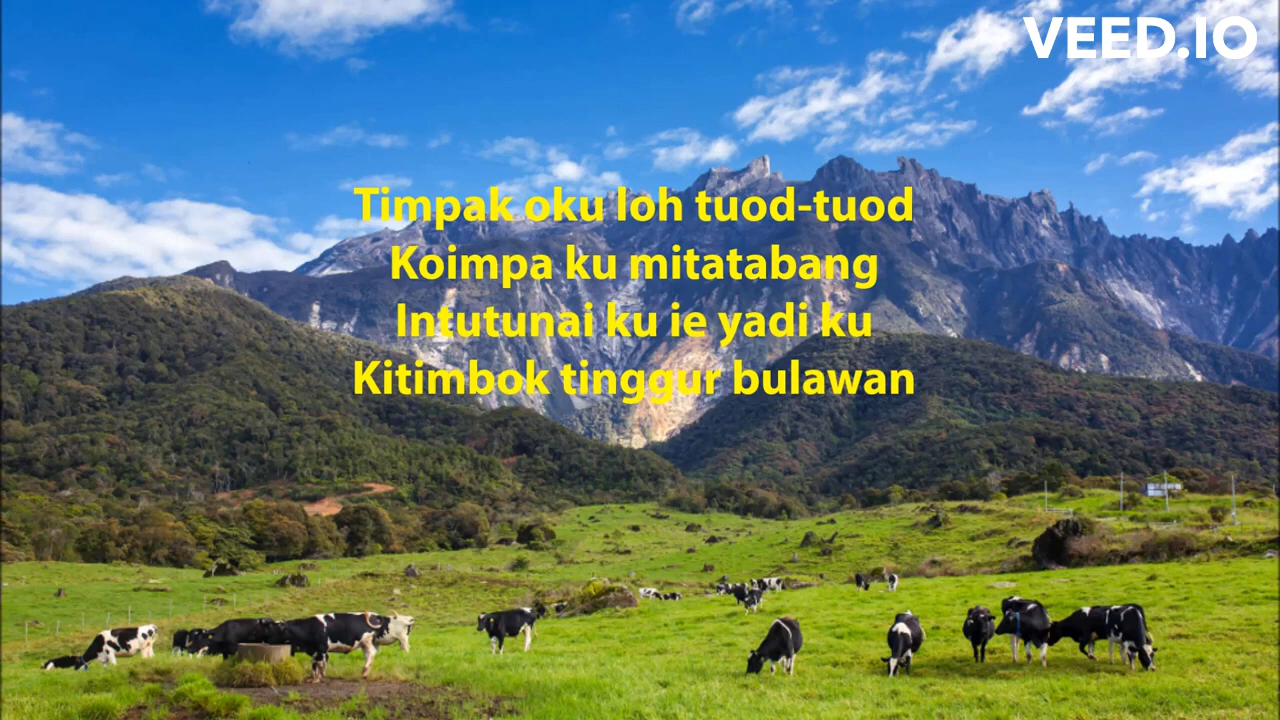 VEED.IO
Timpak oku loh tuod-tuod
Koimpa ku mitatabang
Intutunai ku ie yadi ku
Kitimbok tinggur bulawan